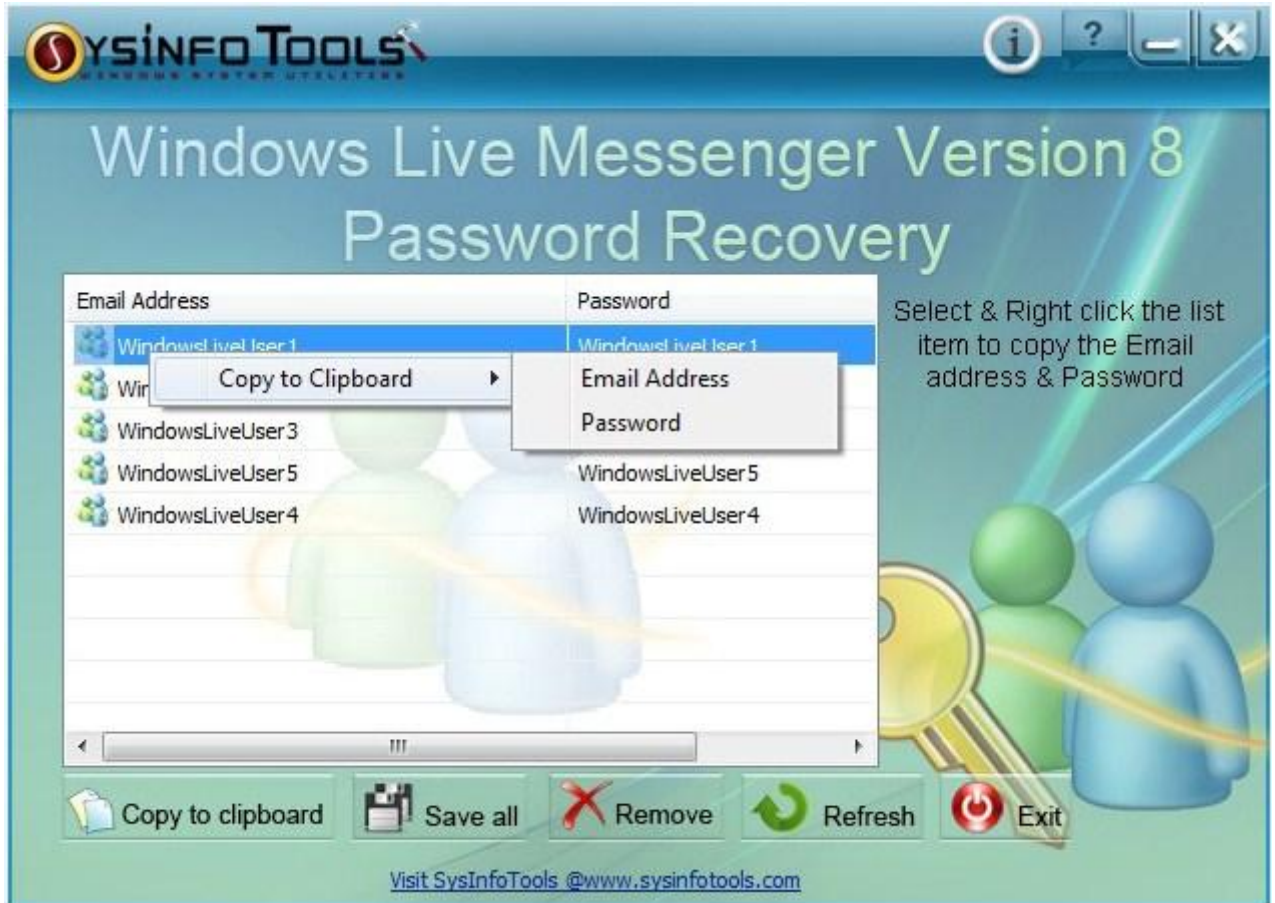 SYSINFO TOOLS
WINDOWS SYSTEM UTILITIES
i ?
Windows Live Messenger Version 8
Password Recovery
Email Address Password
WindowsLiveUser1 WindowsLiveUser1
Copy to Clipboard Email Address
Password
WindowsLiveUser3
WindowsLiveUser5 WindowsLiveUser5
WindowsLiveUser4 WindowsLiveUser4
Select & Right click the list
item to copy the Email
address & Password
Copy to clipboard Save all Remove Refresh Exit
Visit SysInfoTools @www.sysinfotools.com